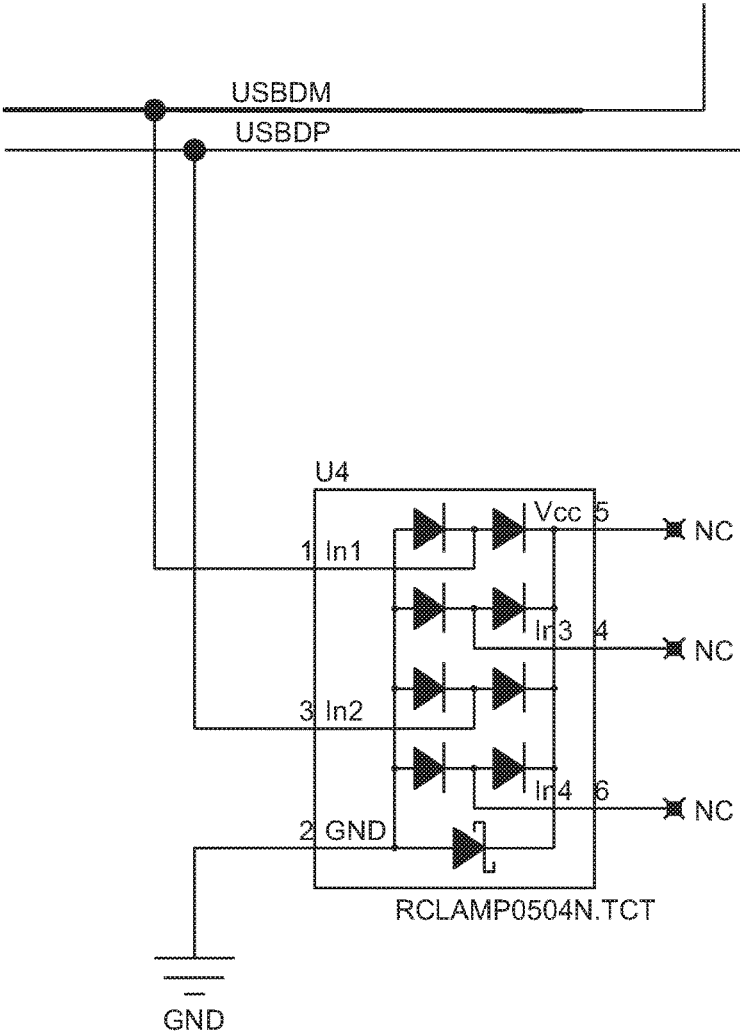 USBDM
USBDP
U4
Vcc 5 NC
1 In1
In3 4 NC
3 In2
In4 6 NC
2 GND
RCLAMP0504N.TCT
GND